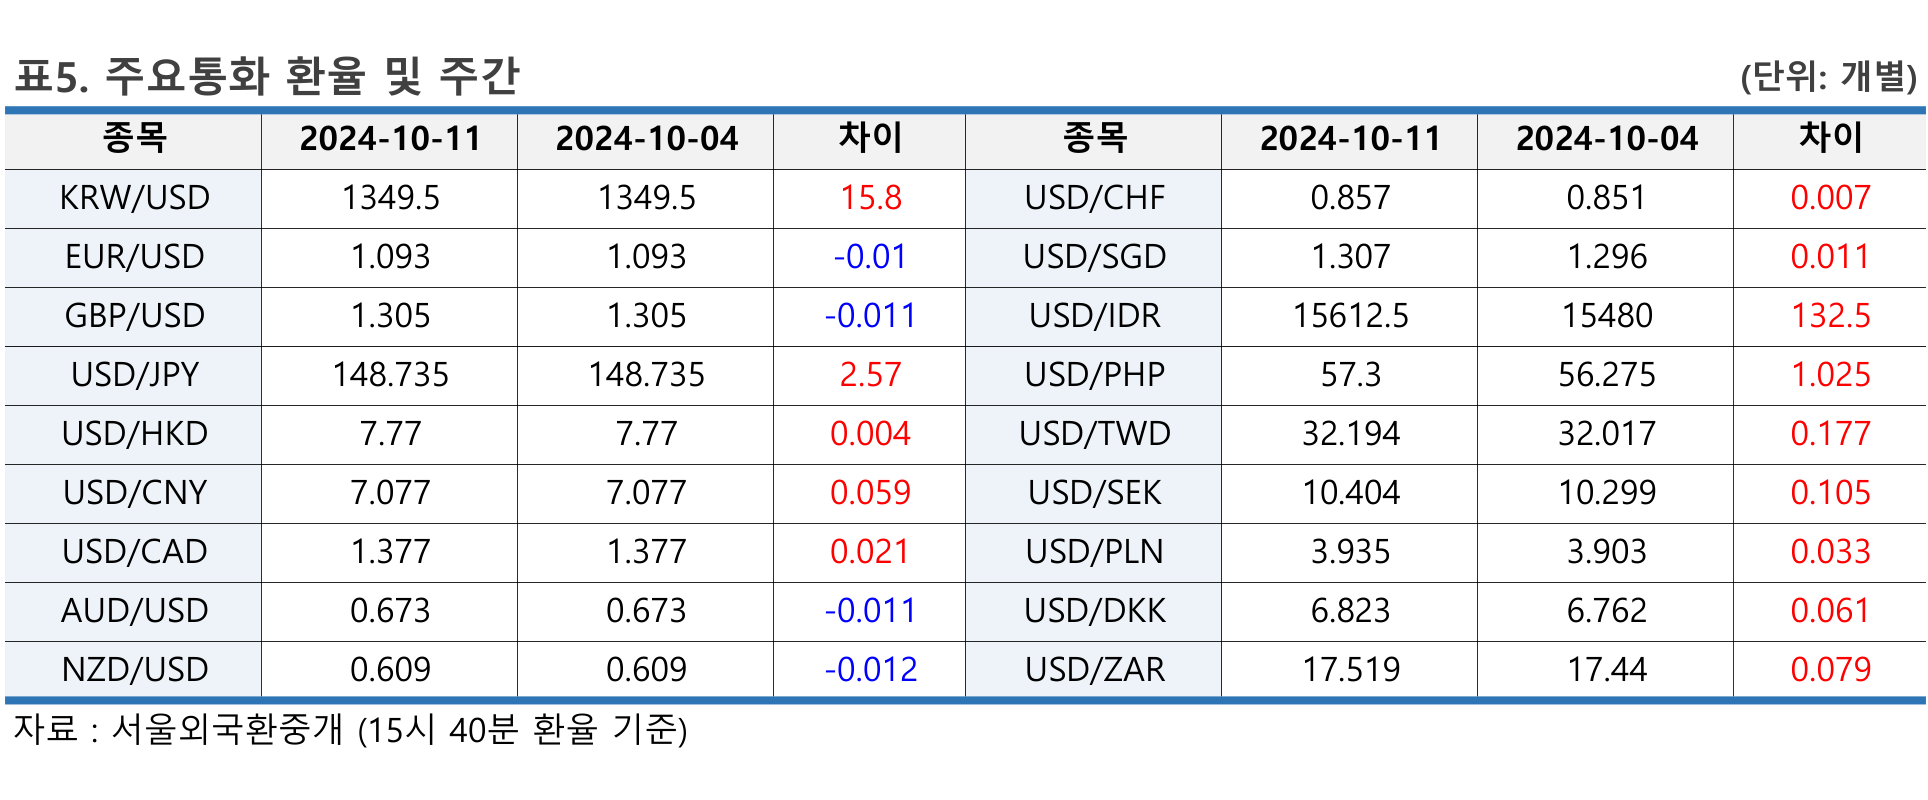 표5. 주요통화 환율 및 주간 (단위: 개별)
종목 2024-10-11 2024-10-04 차이 종목 2024-10-11 2024-10-04 차이
KRW/USD 1349.5 1349.5 15.8 USD/CHF 0.857 0.851 0.007
EUR/USD 1.093 1.093 -0.01 USD/SGD 1.307 1.296 0.011
GBP/USD 1.305 1.305 -0.011 USD/IDR 15612.5 15480 132.5
USD/JPY 148.735 148.735 2.57 USD/PHP 57.3 56.275 1.025
USD/HKD 7.77 7.77 0.004 USD/TWD 32.194 32.017 0.177
USD/CNY 7.077 7.077 0.059 USD/SEK 10.404 10.299 0.105
USD/CAD 1.377 1.377 0.021 USD/PLN 3.935 3.903 0.033
AUD/USD 0.673 0.673 -0.011 USD/DKK 6.823 6.762 0.061
NZD/USD 0.609 0.609 -0.012 USD/ZAR 17.519 17.44 0.079
자료 : 서울외국환중개 (15시 40분 환율 기준)